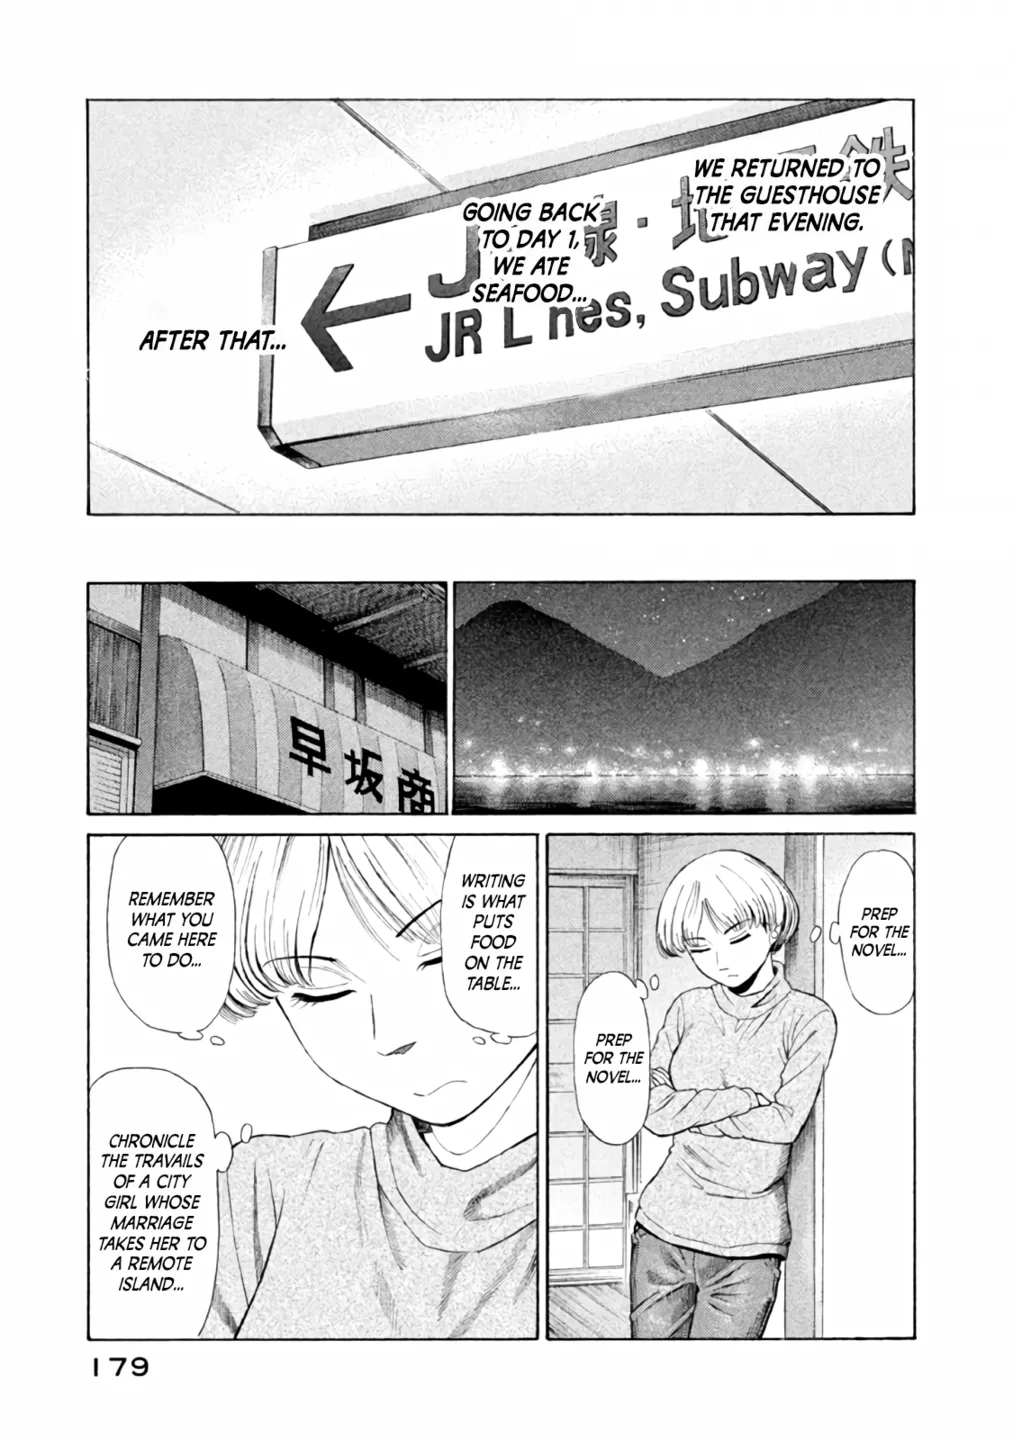 WE RETURNED TO
THE GUESTHOUSE
THAT EVENING.
GOING BACK
TO DAY 1,
WE ATE
SEAFOOD...
AFTER THAT...
J 線・地 鉄
JR L nes, Subway (
早坂商
PREP
FOR THE
NOVEL...
PREP
FOR THE
NOVEL...
WRITING
IS WHAT
PUTS
FOOD
ON THE
TABLE...
REMEMBER
WHAT YOU
CAME HERE
TO DO...
CHRONICLE
THE TRAVAILS
OF A CITY
GIRL WHOSE
MARRIAGE
TAKES HER TO
A REMOTE
ISLAND...
179